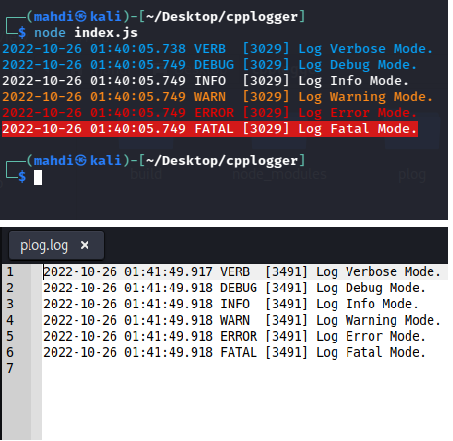 ┌──(mahdi㉿kali)-[~/Desktop/cpplogger]
└─$ node index.js
2022-10-26 01:40:05.738 VERB  [3029] Log Verbose Mode.
2022-10-26 01:40:05.749 DEBUG [3029] Log Debug Mode.
2022-10-26 01:40:05.749 INFO  [3029] Log Info Mode.
2022-10-26 01:40:05.749 WARN  [3029] Log Warning Mode.
2022-10-26 01:40:05.749 ERROR [3029] Log Error Mode.
2022-10-26 01:40:05.749 FATAL [3029] Log Fatal Mode.
┌──(mahdi㉿kali)-[~/Desktop/cpplogger]
└─$
build node_modules plog
plog.log ×
1 2022-10-26 01:41:49.917 VERB  [3491] Log Verbose Mode.
2 2022-10-26 01:41:49.918 DEBUG [3491] Log Debug Mode.
3 2022-10-26 01:41:49.918 INFO  [3491] Log Info Mode.
4 2022-10-26 01:41:49.918 WARN  [3491] Log Warning Mode.
5 2022-10-26 01:41:49.918 ERROR [3491] Log Error Mode.
6 2022-10-26 01:41:49.918 FATAL [3491] Log Fatal Mode.
7